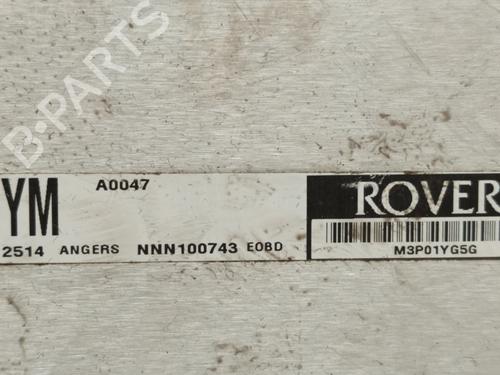 B-PARTS
YM A0047
2514 ANGERS NNN100743 EOBD
ROVER
M3P01YG5G